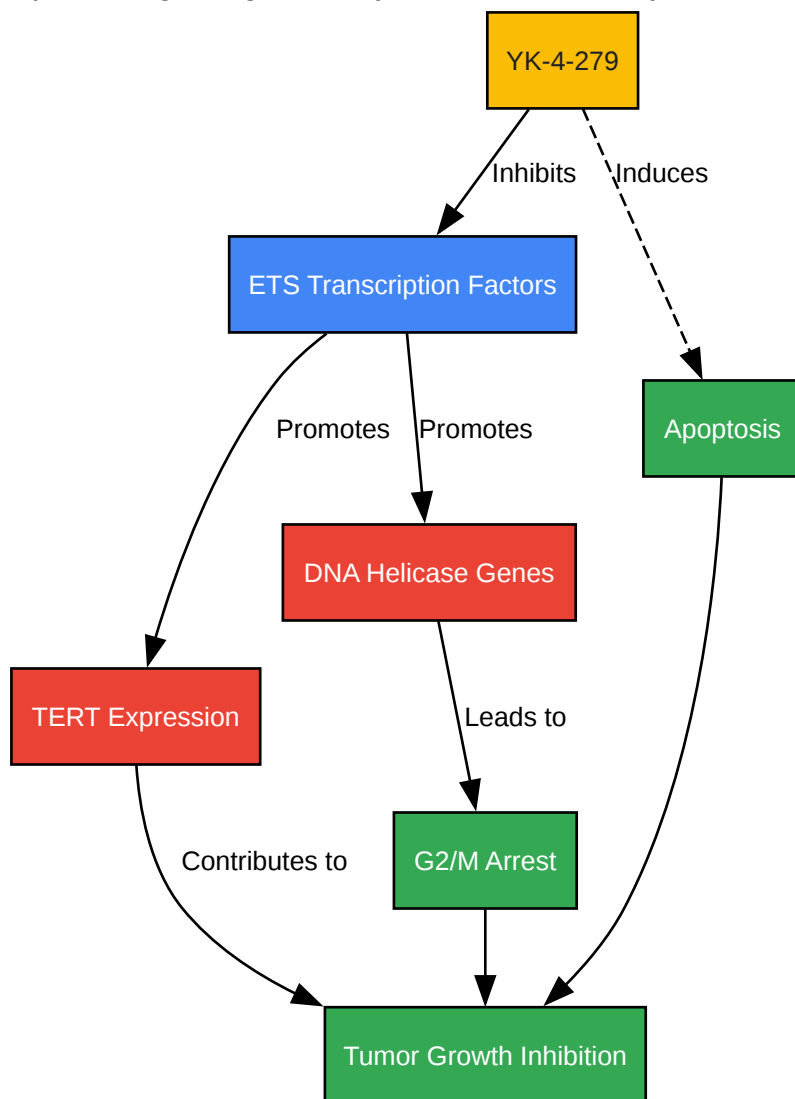 YK-4-279
Inhibits
Induces
ETS Transcription Factors
Apoptosis
Promotes
Promotes
DNA Helicase Genes
TERT Expression
Leads to
G2/M Arrest
Contributes to
Tumor Growth Inhibition